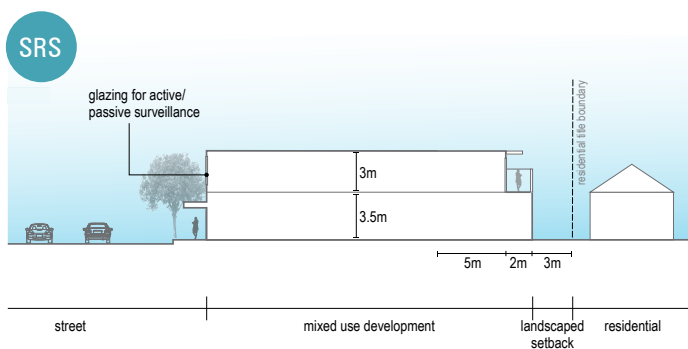 SRS
glazing for active/
passive surveillance
residential title boundary
3m
3.5m
5m 2m 3m
street mixed use development landscaped residential
setback